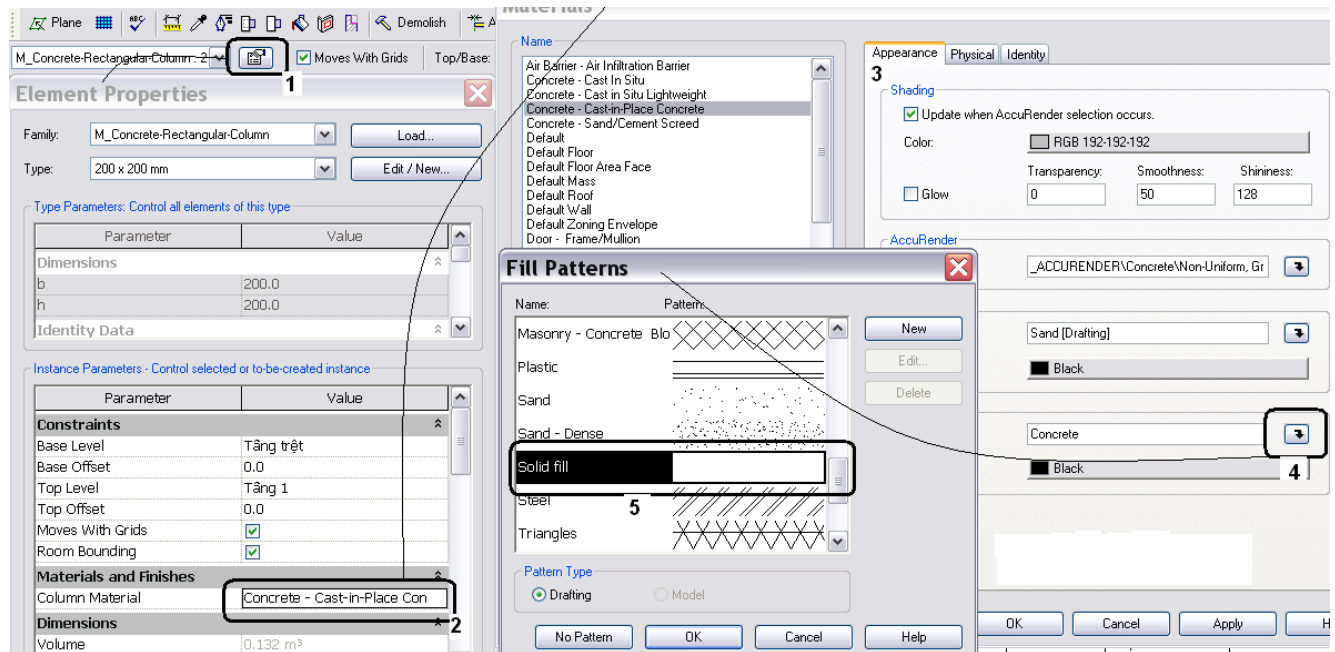 Plane
ABC
Demolish
M_Concrete-Rectangular-Column : 2
Moves With Grids
Top/Base:
1
Element Properties
Family:
M_Concrete-Rectangular-Column
Load...
Type:
200 x 200 mm
Edit / New...
Type Parameters: Control all elements of this type
Parameter
Value
Dimensions
b
200.0
h
200.0
Identity Data
Instance Parameters - Control selected or to-be-created instance
Parameter
Value
Constraints
Base Level
Tầng trệt
Base Offset
0.0
Top Level
Tầng 1
Top Offset
0.0
Moves With Grids
Room Bounding
Materials and Finishes
Column Material
Concrete - Cast-in-Place Con
2
Dimensions
Volume
0.132 m³
Materials
Name
Air Barrier - Air Infiltration Barrier
Concrete - Cast In Situ
Concrete - Cast in Situ Lightweight
Concrete - Cast-in-Place Concrete
Concrete - Sand/Cement Screed
Default
Default Floor
Default Floor Area Face
Default Mass
Default Roof
Default Wall
Default Zoning Envelope
Door - Frame/Mullion
Appearance
Physical
Identity
3
Shading
Update when AccuRender selection occurs.
Color:
RGB 192-192-192
Transparency:
Smoothness:
Shininess:
Glow
0
50
128
AccuRender
_ACCURENDER\Concrete\Non-Uniform, Gr
Sand [Drafting]
Black
Concrete
Black
4
OK
Cancel
Apply
H
Fill Patterns
Name:
Pattern:
Masonry - Concrete Blo
Plastic
Sand
Sand - Dense
Solid fill
5
Steel
Triangles
New
Edit...
Delete
Pattern Type
Drafting
Model
No Pattern
OK
Cancel
Help